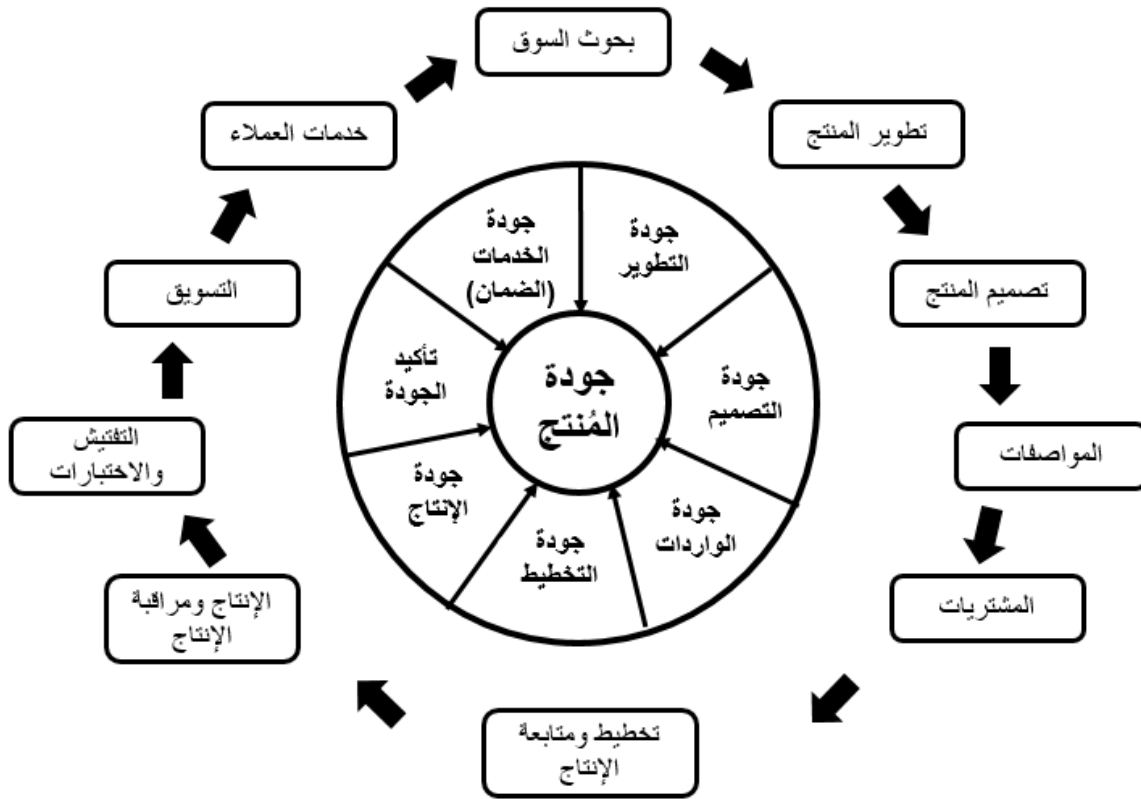 بحوث السوق
تطوير المنتج
تصميم المنتج
المواصفات
المشتريات
تخطيط ومتابعة
الإنتاج
الإنتاج ومراقبة
الإنتاج
التفتيش
والاختبارات
التسويق
خدمات العملاء
جودة
التطوير
جودة
التصميم
جودة
الواردات
جودة
التخطيط
جودة
الإنتاج
تأكيد
الجودة
جودة
الخدمات
(الضمان)
جودة
المُنتج